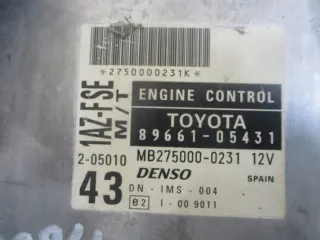 *2750000231K*
1AZ-FSE
M/T
ENGINE CONTROL
TOYOTA
89661-05431
2-05010 MB275000-0231 12V
43
DENSO SPAIN
DN - IMS - 004
e2 I - 00 9011